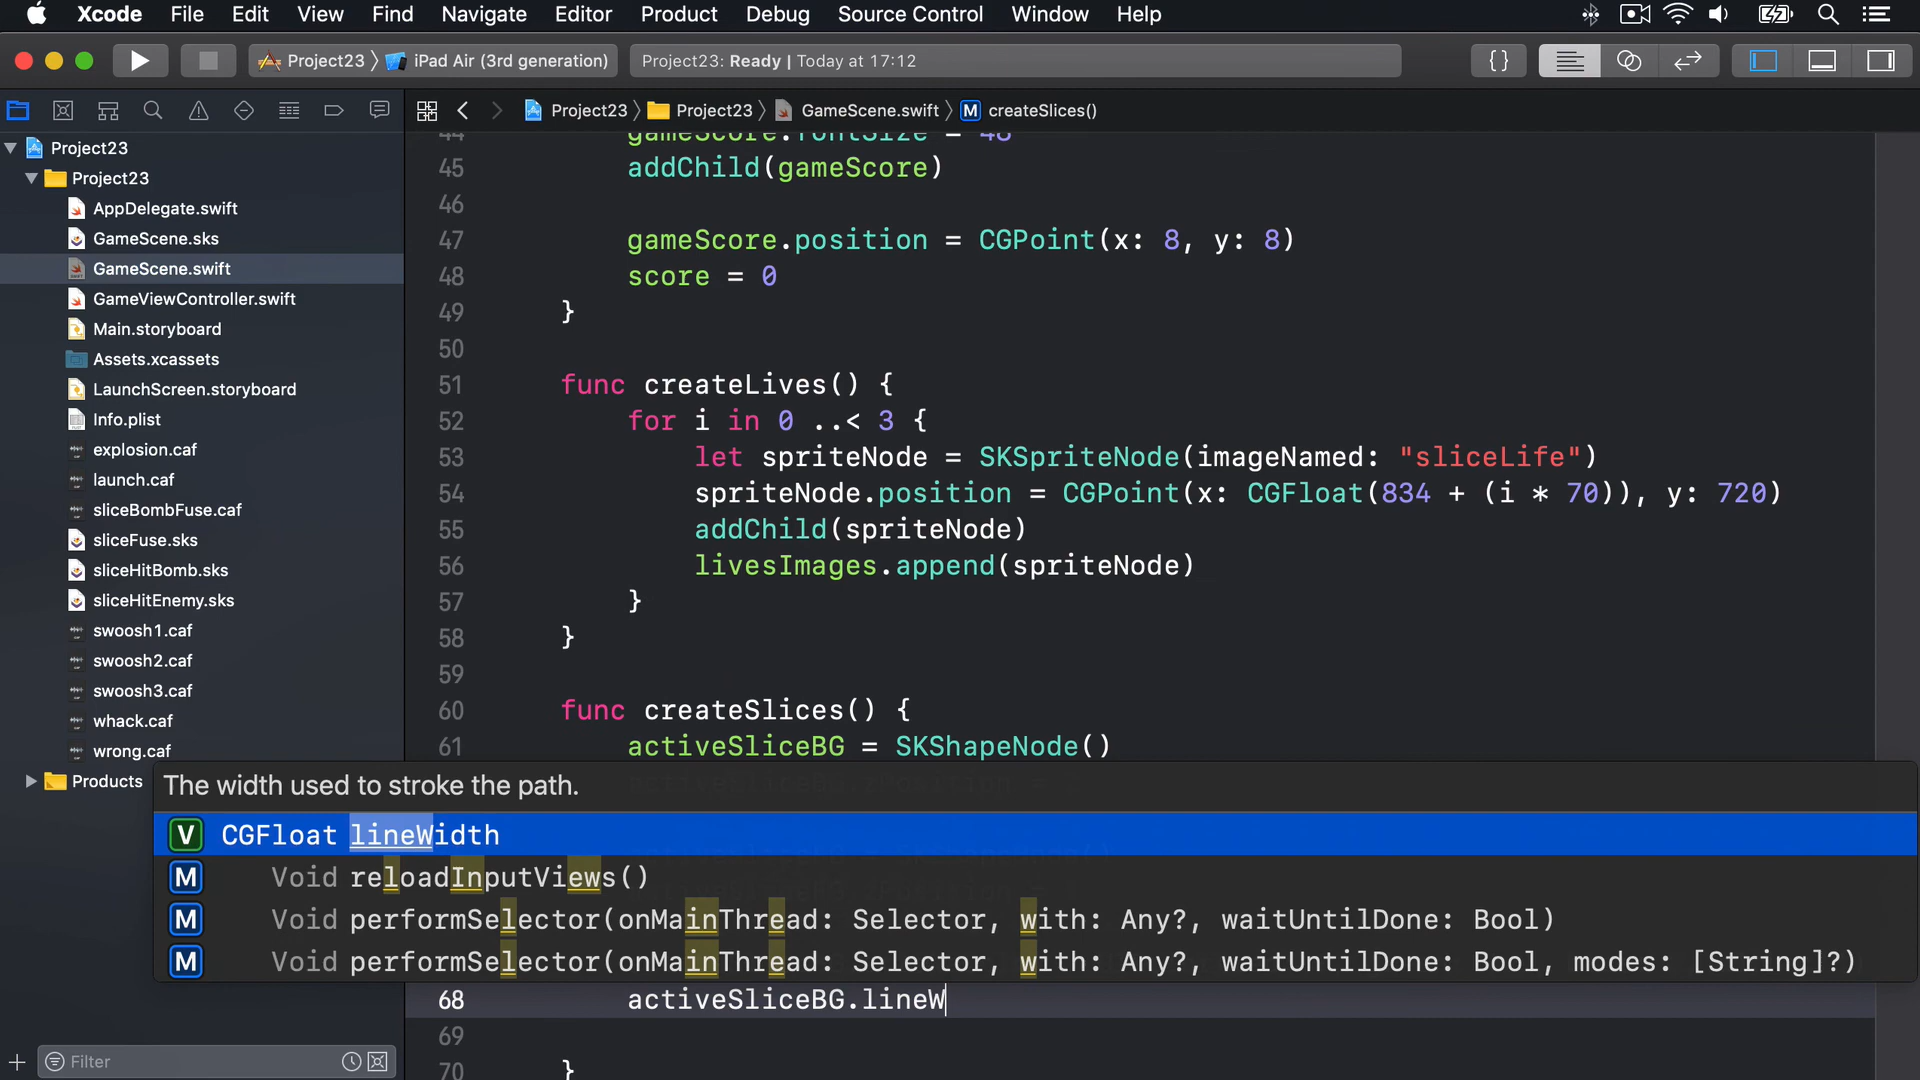 Xcode File Edit View Find Navigate Editor Product Debug Source Control Window Help
Project23 iPad Air (3rd generation) Project23: Ready | Today at 17:12 {}
Project23 Project23 GameScene.swift M createSlices()
Project23
Project23
AppDelegate.swift
GameScene.sks
GameScene.swift
GameViewController.swift
Main.storyboard
Assets.xcassets
LaunchScreen.storyboard
Info.plist
explosion.caf
launch.caf
sliceBombFuse.caf
sliceFuse.sks
sliceHitBomb.sks
sliceHitEnemy.sks
swoosh1.caf
swoosh2.caf
swoosh3.caf
whack.caf
wrong.caf
Products
Filter
44 gameScore.fontSize = 48
45 addChild(gameScore)
46
47 gameScore.position = CGPoint(x: 8, y: 8)
48 score = 0
49 }
50
51 func createLives() {
52 for i in 0 ..< 3 {
53 let spriteNode = SKSpriteNode(imageNamed: "sliceLife")
54 spriteNode.position = CGPoint(x: CGFloat(834 + (i * 70)), y: 720)
55 addChild(spriteNode)
56 livesImages.append(spriteNode)
57 }
58 }
59
60 func createSlices() {
61 activeSliceBG = SKShapeNode()
The width used to stroke the path.
V CGFloat lineWidth
M Void reloadInputViews()
M Void performSelector(onMainThread: Selector, with: Any?, waitUntilDone: Bool)
M Void performSelector(onMainThread: Selector, with: Any?, waitUntilDone: Bool, modes: [String]?)
68 activeSliceBG.lineW
69
70 }